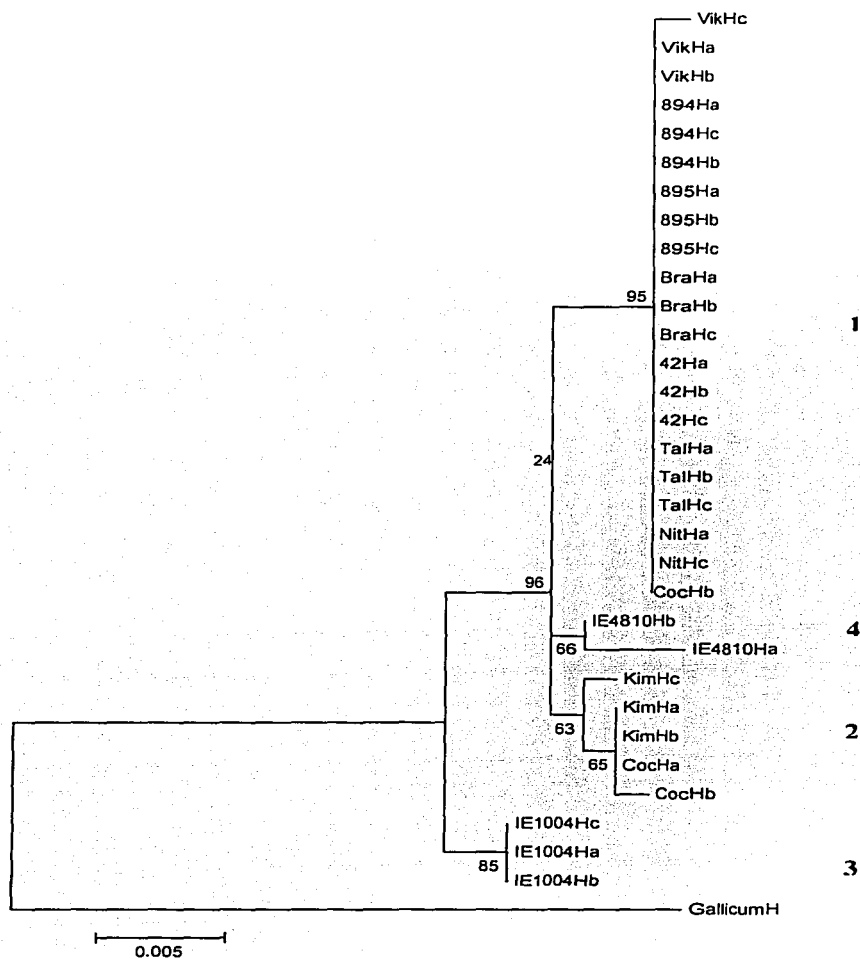 VikHc
VikHa
VikHb
894Ha
894Hc
894Hb
895Ha
895Hb
895Hc
BraHa
95
BraHb
1
BraHc
42Ha
42Hb
42Hc
TalHa
24
TalHb
TalHc
NitHa
NitHc
96
CocHb
IE4810Hb
4
66
IE4810Ha
KimHc
KimHa
63
KimHb
2
65
CocHa
CocHb
IE1004Hc
IE1004Ha
85
3
IE1004Hb
GallicumH
0.005